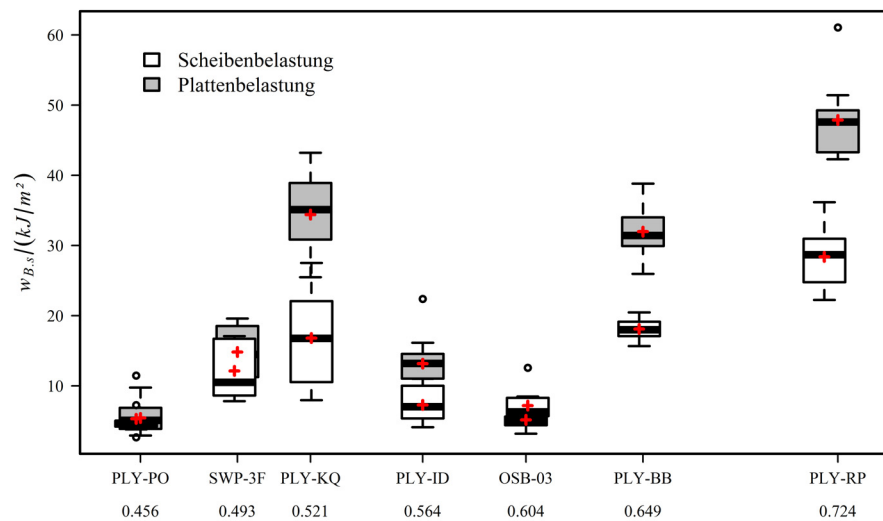 60
50
40
30
20
10
w_{B.s}/(kJ/m²)
Scheibenbelastung
Plattenbelastung
PLY-PO SWP-3F PLY-KQ PLY-ID OSB-03 PLY-BB PLY-RP
0.456 0.493 0.521 0.564 0.604 0.649 0.724